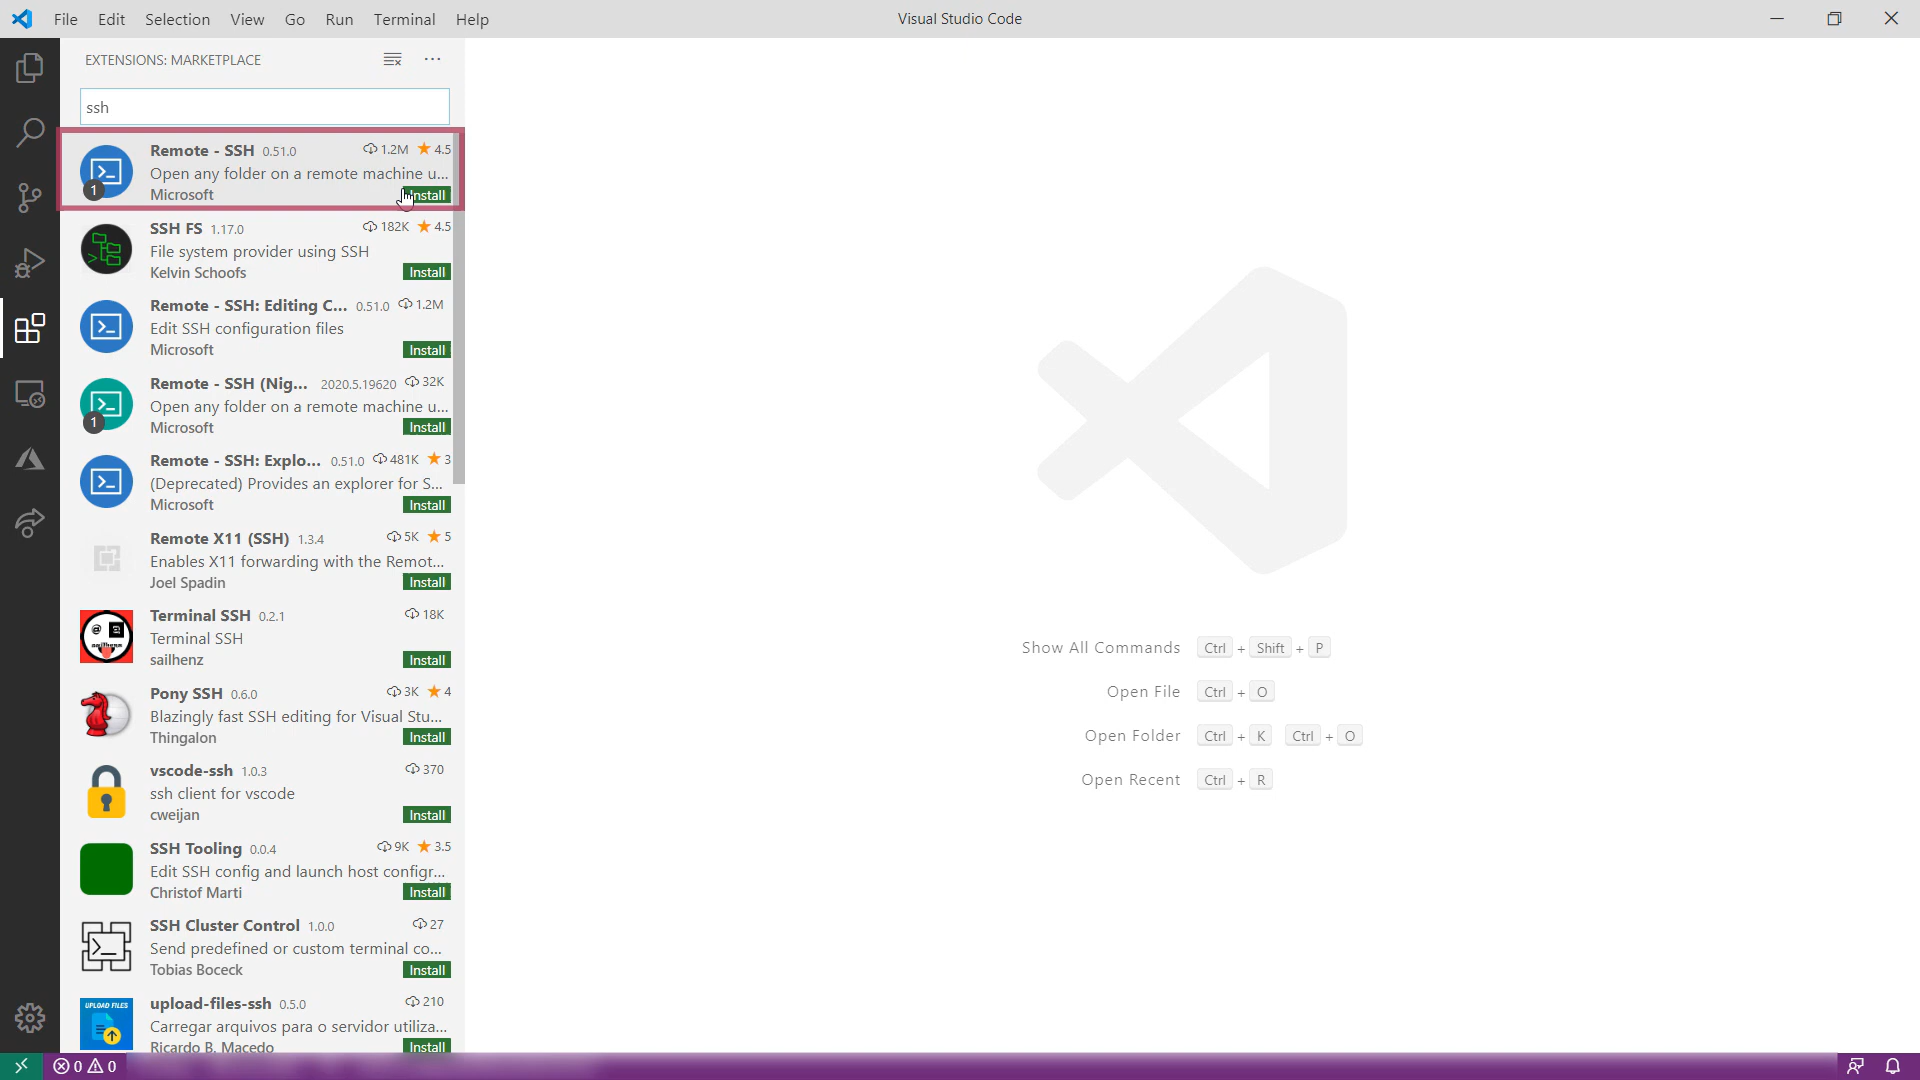 File Edit Selection View Go Run Terminal Help
Visual Studio Code
EXTENSIONS: MARKETPLACE
ssh
Remote - SSH 0.51.0 1.2M 4.5
Open any folder on a remote machine u...
Microsoft Install
1
SSH FS 1.17.0 182K 4.5
File system provider using SSH
Kelvin Schoofs Install
Remote - SSH: Editing C... 0.51.0 1.2M
Edit SSH configuration files
Microsoft Install
Remote - SSH (Nig... 2020.5.19620 32K
Open any folder on a remote machine u...
Microsoft Install
1
Remote - SSH: Explo... 0.51.0 481K 3
(Deprecated) Provides an explorer for S...
Microsoft Install
Remote X11 (SSH) 1.3.4 5K 5
Enables X11 forwarding with the Remot...
Joel Spadin Install
Terminal SSH 0.2.1 18K
Terminal SSH
sailhenz Install
Pony SSH 0.6.0 3K 4
Blazingly fast SSH editing for Visual Stu...
Thingalon Install
vscode-ssh 1.0.3 370
ssh client for vscode
cweijan Install
SSH Tooling 0.0.4 9K 3.5
Edit SSH config and launch host configr...
Christof Marti Install
SSH Cluster Control 1.0.0 27
Send predefined or custom terminal co...
Tobias Boceck Install
UPLOAD FILES
upload-files-ssh 0.5.0 210
Carregar arquivos para o servidor utiliza...
Ricardo B. Macedo Install
Show All Commands Ctrl + Shift + P
Open File Ctrl + O
Open Folder Ctrl + K Ctrl + O
Open Recent Ctrl + R
0 0